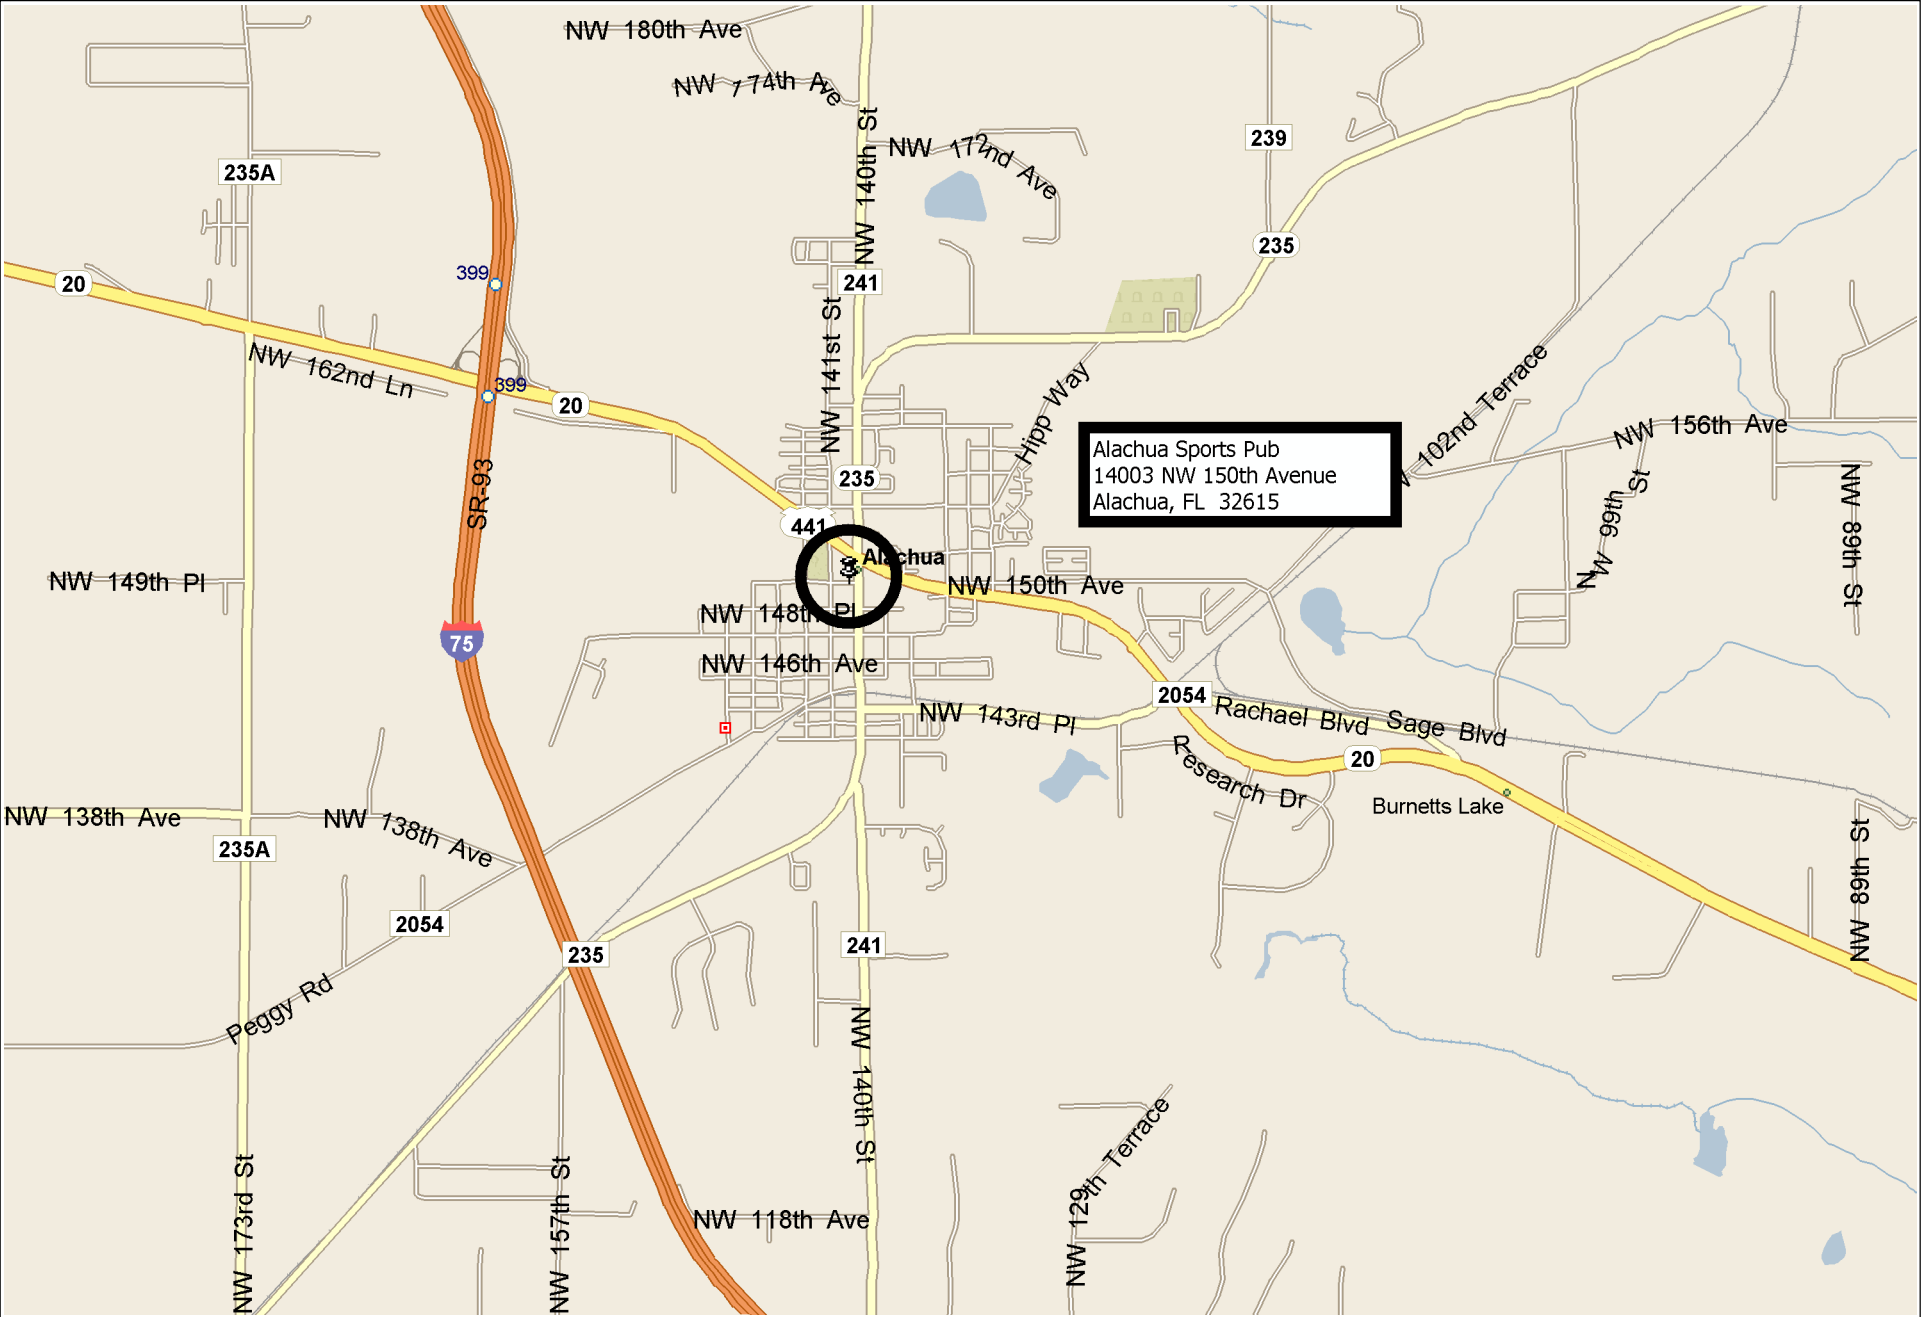 NW 180th Ave
NW 174th Ave
NW 140th St
NW 172nd Ave
239
235A
235
399
20
241
NW 141st St
NW 162nd Ln
399
20
Hipp Way
102nd Terrace
NW 156th Ave
Alachua Sports Pub
14003 NW 150th Avenue
Alachua, FL 32615
SR-93
235
NW 99th St
NW 89th St
441
Alachua
NW 149th Pl
NW 150th Ave
NW 148th Pl
75
NW 146th Ave
2054
NW 143rd Pl
Rachael Blvd
Sage Blvd
Research Dr
20
Burnetts Lake
NW 138th Ave
NW 138th Ave
235A
NW 89th St
2054
235
241
Peggy Rd
NW 140th St
NW 129th Terrace
NW 173rd St
NW 157th St
NW 118th Ave